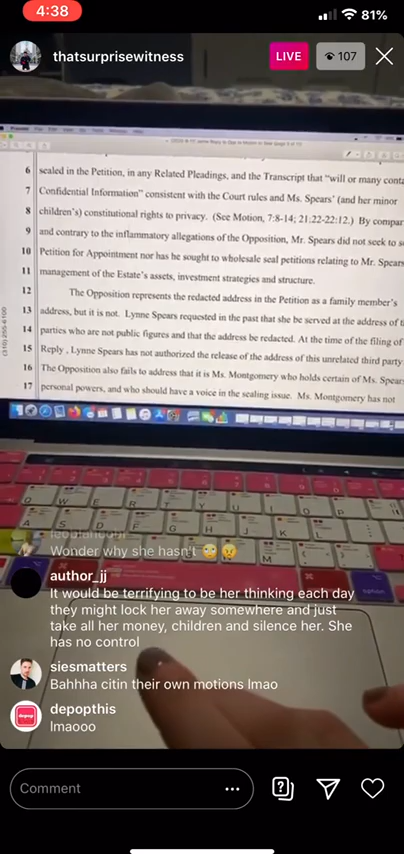 4:38
81%
thatsurprisewitness
LIVE
107
6 sealed in the Petition, in any Related Pleadings, and the Transcript that "will or many conta
7 Confidential Information" consistent with the Court rules and Ms. Spears' (and her minor
8 children's) constitutional rights to privacy. (See Motion, 7:8-14; 21:22-22:12.) By compar
9 and contrary to the inflammatory allegations of the Opposition, Mr. Spears did not seek to s
10 Petition for Appointment nor has he sought to wholesale seal petitions relating to Mr. Spears
11 management of the Estate's assets, investment strategies and structure.
12 The Opposition represents the redacted address in the Petition as a family member's
13 address, but it is not. Lynne Spears requested in the past that she be served at the address of t
14 parties who are not public figures and that the address be redacted. At the time of the filing of
15 Reply, Lynne Spears has not authorized the release of the address of this unrelated third party
16 The Opposition also fails to address that it is Ms. Montgomery who holds certain of Ms. Spears
17 personal powers, and who should have a voice in the sealing issue. Ms. Montgomery has not
(310) 255-6100
Q W E R T Y U I O P
A S D F G H J K L
M
option
Wonder why she hasn't 🙄🤨
author_jj
It would be terrifying to be her thinking each day
they might lock her away somewhere and just
take all her money, children and silence her. She
has no control
siesmatters
Bahhha citin their own motions lmao
depop
depopthis
lmaooo
Comment